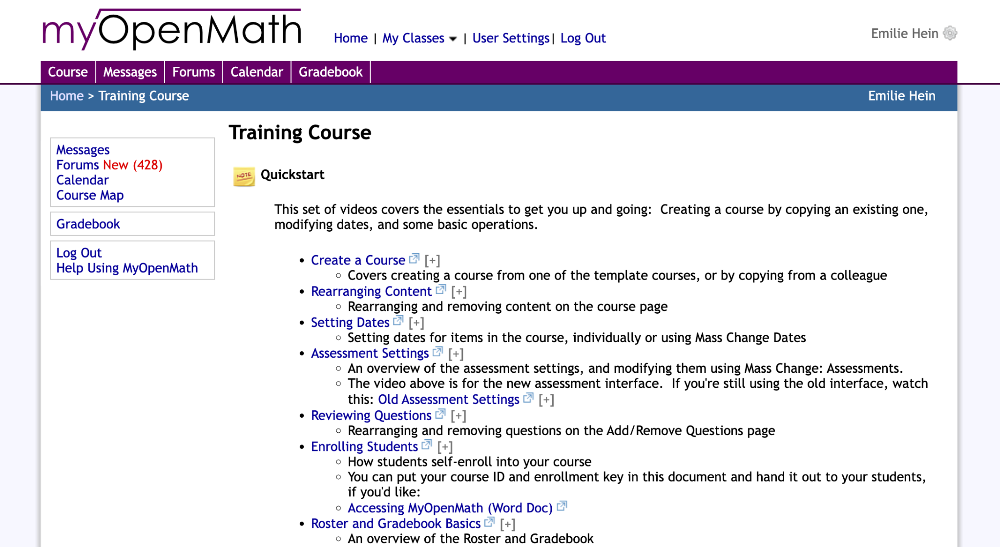 myOpenMath
Home | My Classes | User Settings| Log Out
Emilie Hein
Course
Messages
Forums
Calendar
Gradebook
Home > Training Course
Emilie Hein
Messages
Forums New (428)
Calendar
Course Map
Gradebook
Log Out
Help Using MyOpenMath
Training Course
NOTE
Quickstart
This set of videos covers the essentials to get you up and going:  Creating a course by copying an existing one,
modifying dates, and some basic operations.
• Create a Course [+]
◦ Covers creating a course from one of the template courses, or by copying from a colleague
• Rearranging Content [+]
◦ Rearranging and removing content on the course page
• Setting Dates [+]
◦ Setting dates for items in the course, individually or using Mass Change Dates
• Assessment Settings [+]
◦ An overview of the assessment settings, and modifying them using Mass Change: Assessments.
◦ The video above is for the new assessment interface.  If you're still using the old interface, watch
this: Old Assessment Settings [+]
• Reviewing Questions [+]
◦ Rearranging and removing questions on the Add/Remove Questions page
• Enrolling Students [+]
◦ How students self-enroll into your course
◦ You can put your course ID and enrollment key in this document and hand it out to your students,
if you'd like:
◦ Accessing MyOpenMath (Word Doc)
• Roster and Gradebook Basics [+]
◦ An overview of the Roster and Gradebook